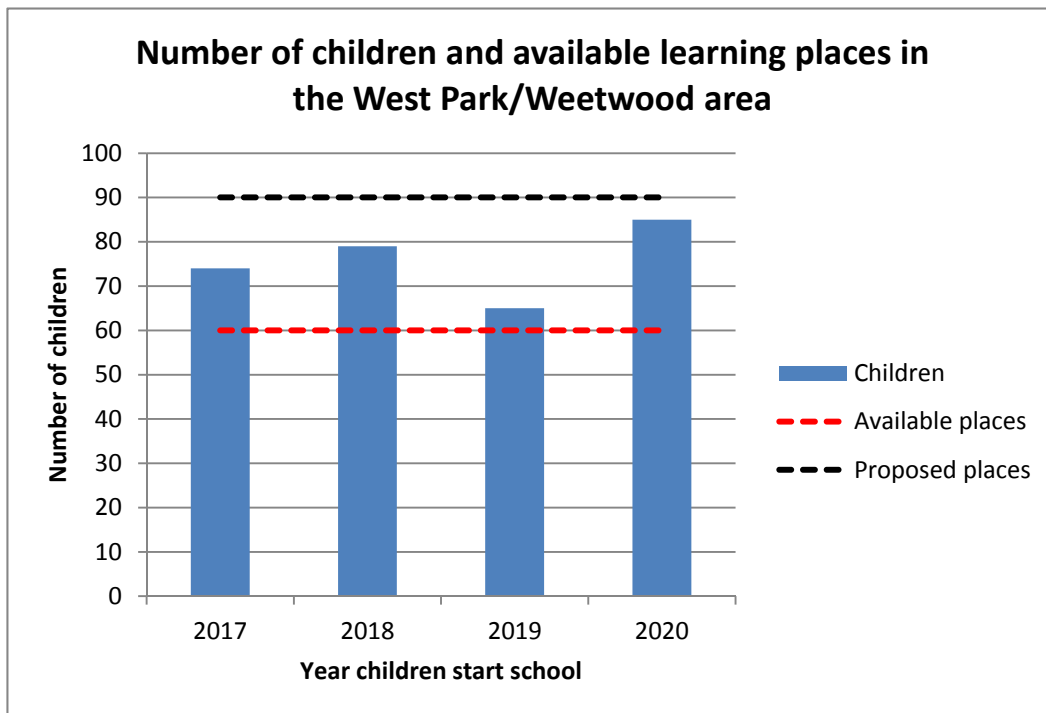 Number of children and available learning places in
the West Park/Weetwood area
Number of children
100
90
80
70
60
50
40
30
20
10
0
2017 2018 2019 2020
Year children start school
Children
Available places
Proposed places